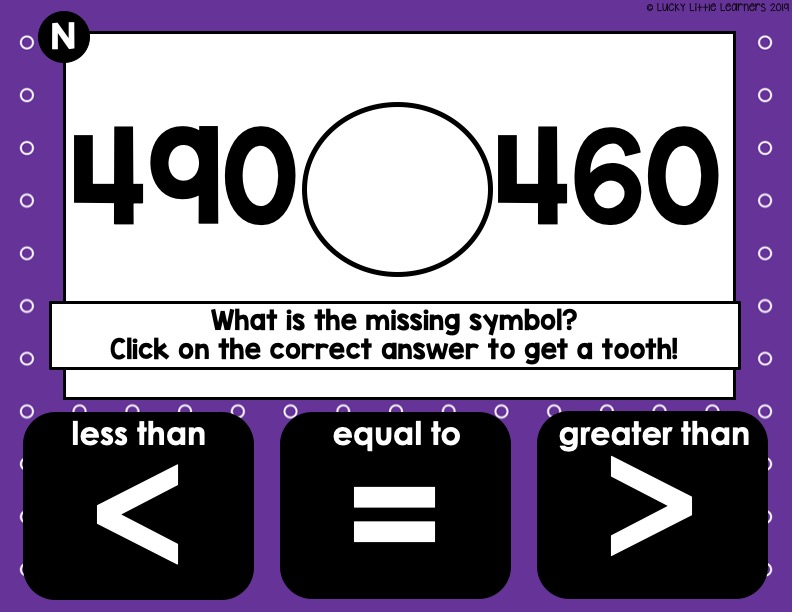 © Lucky Little Learners 2019
N
490 460
What is the missing symbol?
Click on the correct answer to get a tooth!
less than equal to greater than
< = >